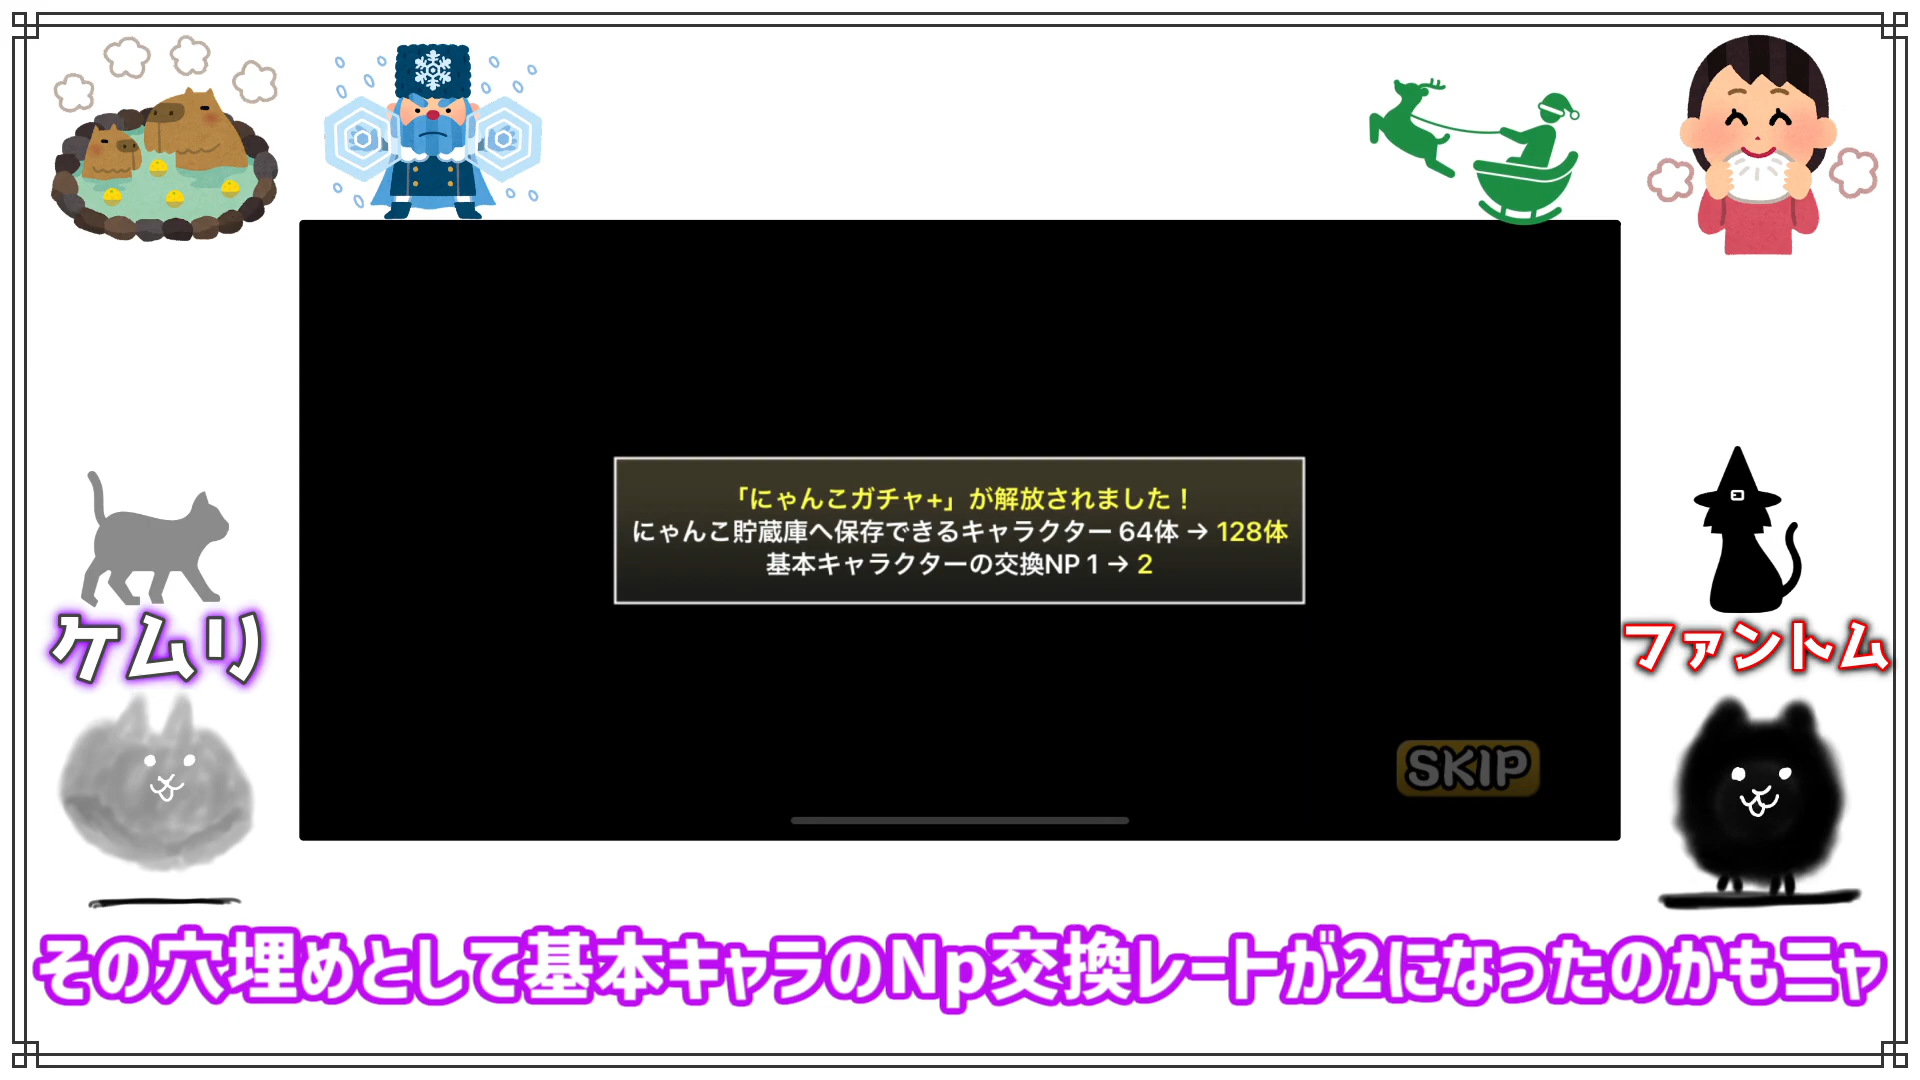 「にゃんこガチャ+」が解放されました！
にゃんこ貯蔵庫へ保存できるキャラクター 64体 → 128体
基本キャラクターの交換NP 1 → 2
SKIP
ケムリ
ファントム
その穴埋めとして基本キャラのNp交換レートが2になったのかもニャ